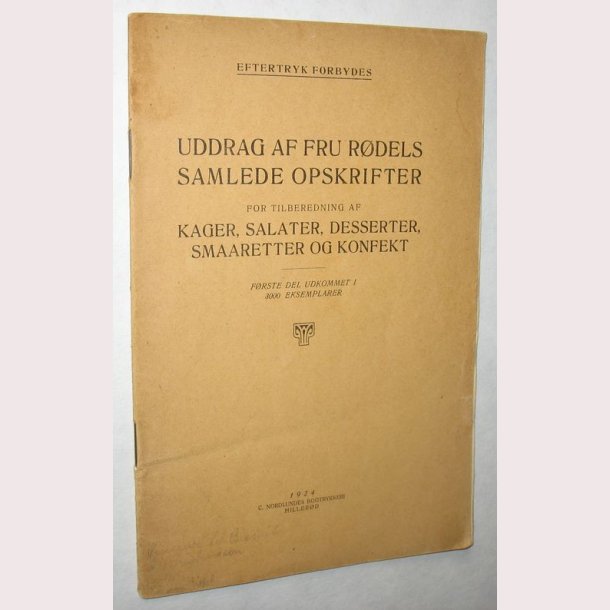 EFTERTRYK FORBYDES
UDDRAG AF FRU RØDELS
SAMLEDE OPSKRIFTER
FOR TILBEREDNING AF
KAGER, SALATER, DESSERTER,
SMAARETTER OG KONFEKT
FØRSTE DEL UDKOMMET I
3000 EKSEMPLARER
1924
C. NORDLUNDES BOGTRYKKERI
HILLERØD